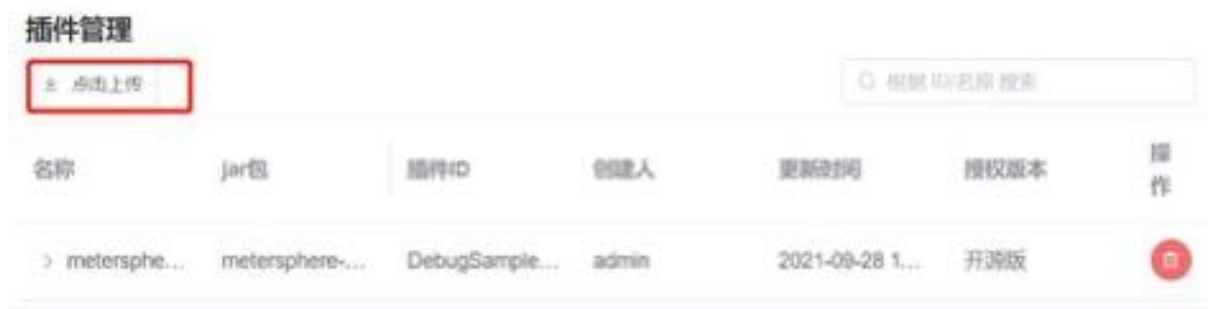 插件管理
点击上传
根据 ID/名称 搜索
名称 jar包 插件ID 创建人 更新时间 授权版本 操作
metersphe... metersphere-... DebugSample... admin 2021-09-28 1... 开源版